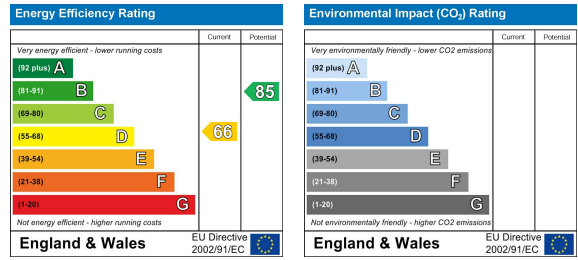 Energy Efficiency Rating
Current Potential
Very energy efficient - lower running costs
(92 plus) A
(81-91) B
(69-80) C
(55-68) D
(39-54) E
(21-38) F
(1-20) G
66
85
Not energy efficient - higher running costs
England & Wales
EU Directive
2002/91/EC
Environmental Impact (CO₂) Rating
Current Potential
Very environmentally friendly - lower CO2 emissions
(92 plus) A
(81-91) B
(69-80) C
(55-68) D
(39-54) E
(21-38) F
(1-20) G
Not environmentally friendly - higher CO2 emissions
England & Wales
EU Directive
2002/91/EC